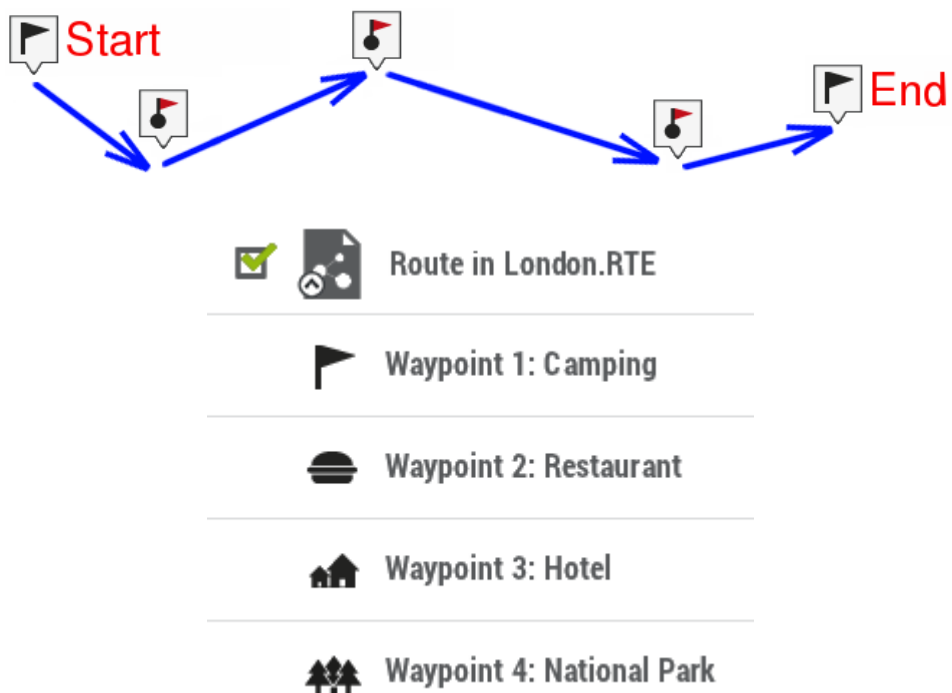 Start
End
Route in London.RTE
Waypoint 1: Camping
Waypoint 2: Restaurant
Waypoint 3: Hotel
Waypoint 4: National Park